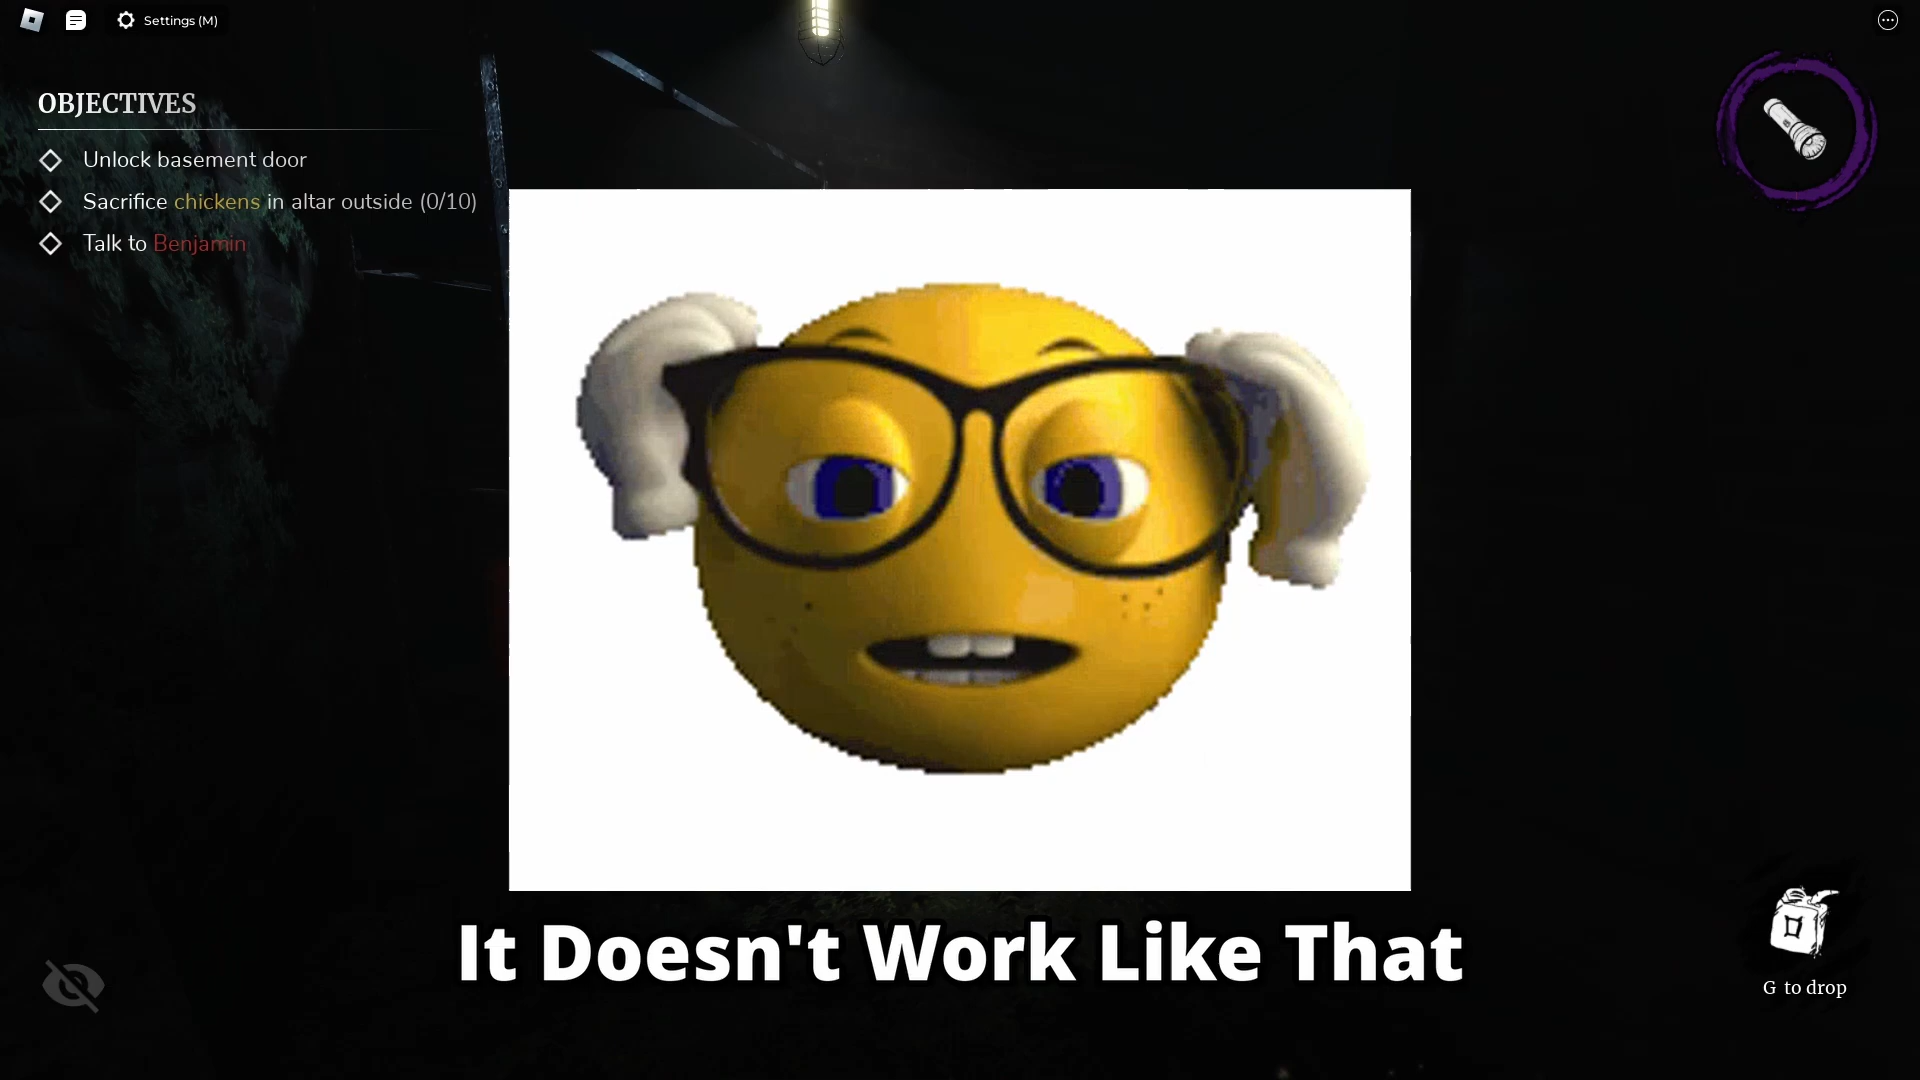 Settings (M)
OBJECTIVES
Unlock basement door
Sacrifice chickens in altar outside (0/10)
Talk to Benjamin
It Doesn't Work Like That
G to drop